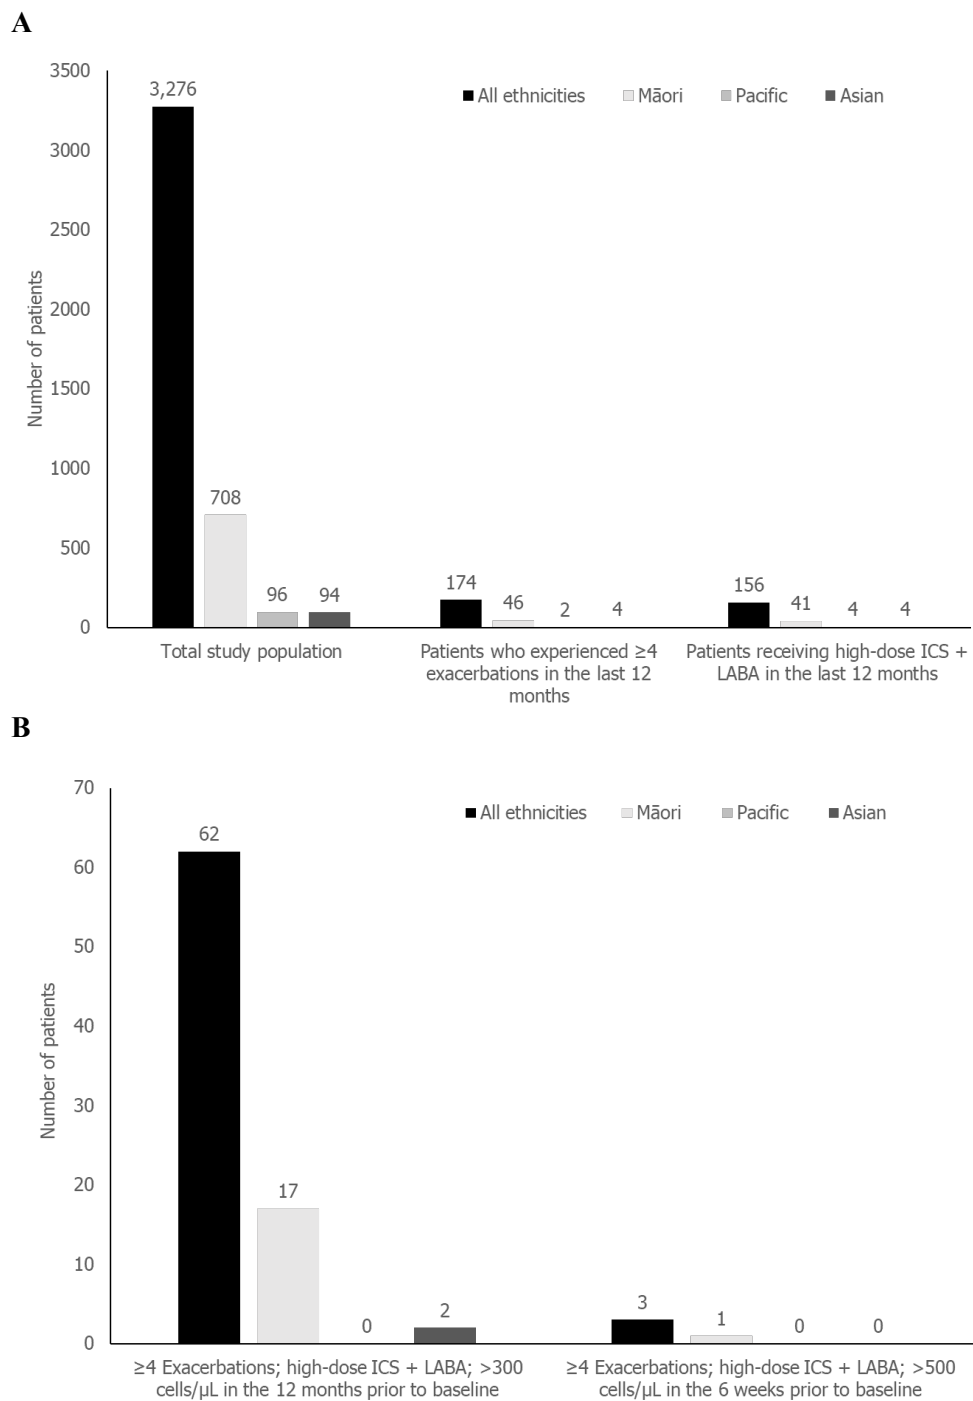 A
3500
3000
2500
2000
1500
1000
500
0
Number of patients
All ethnicities
Māori
Pacific
Asian
3,276
708
96
94
174
46
2
4
156
41
4
4
Total study population
Patients who experienced ≥4
exacerbations in the last 12
months
Patients receiving high-dose ICS +
LABA in the last 12 months
B
70
60
50
40
30
20
10
0
Number of patients
All ethnicities
Māori
Pacific
Asian
62
17
0
2
3
1
0
0
≥4 Exacerbations; high-dose ICS + LABA; >300
cells/µL in the 12 months prior to baseline
≥4 Exacerbations; high-dose ICS + LABA; >500
cells/µL in the 6 weeks prior to baseline